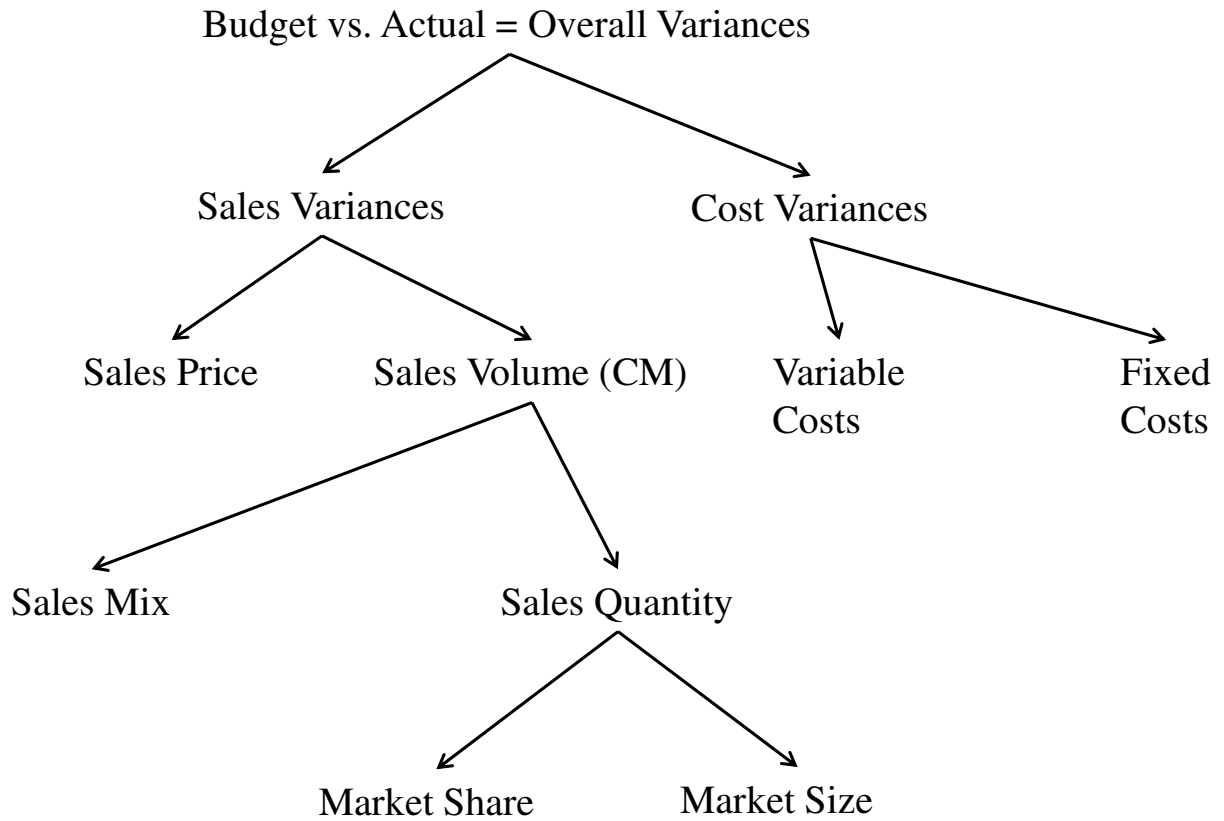 Budget vs. Actual = Overall Variances
Sales Variances
Cost Variances
Sales Price
Sales Volume (CM)
Variable
Costs
Fixed
Costs
Sales Mix
Sales Quantity
Market Share
Market Size